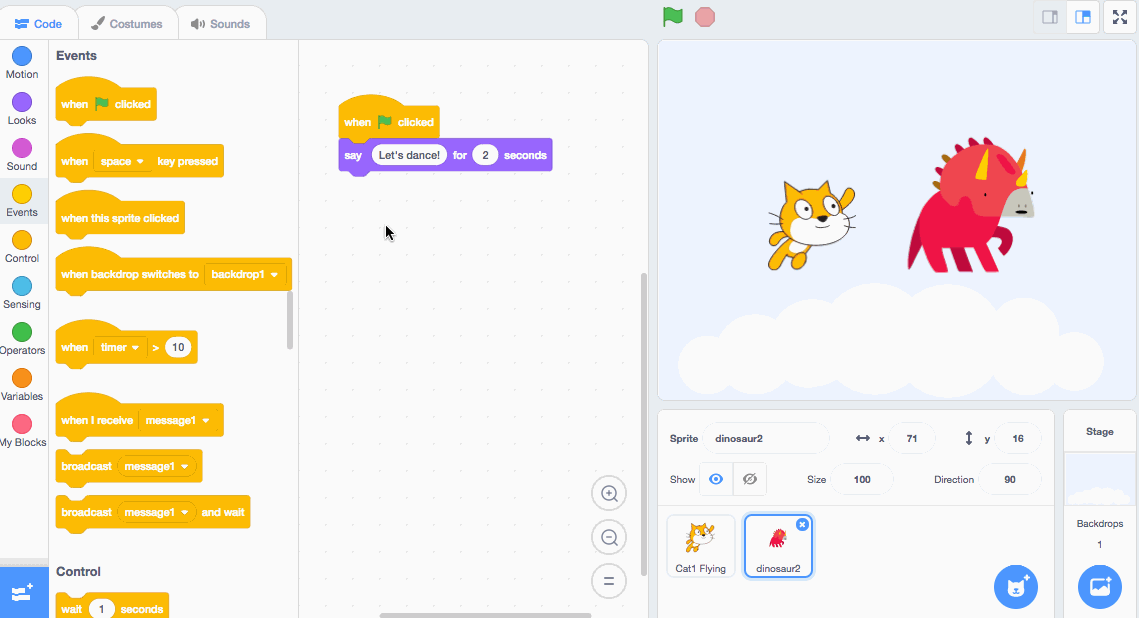 Code
Costumes
Sounds
Motion
Looks
Sound
Events
Control
Sensing
Operators
Variables
My Blocks
Events
when clicked
when space key pressed
when this sprite clicked
when backdrop switches to backdrop1
when timer > 10
when I receive message1
broadcast message1
broadcast message1 and wait
Control
wait 1 seconds
when clicked
say Let's dance! for 2 seconds
Sprite dinosaur2 x 71 y 16
Show Size 100 Direction 90
Cat1 Flying
dinosaur2
Stage
Backdrops
1